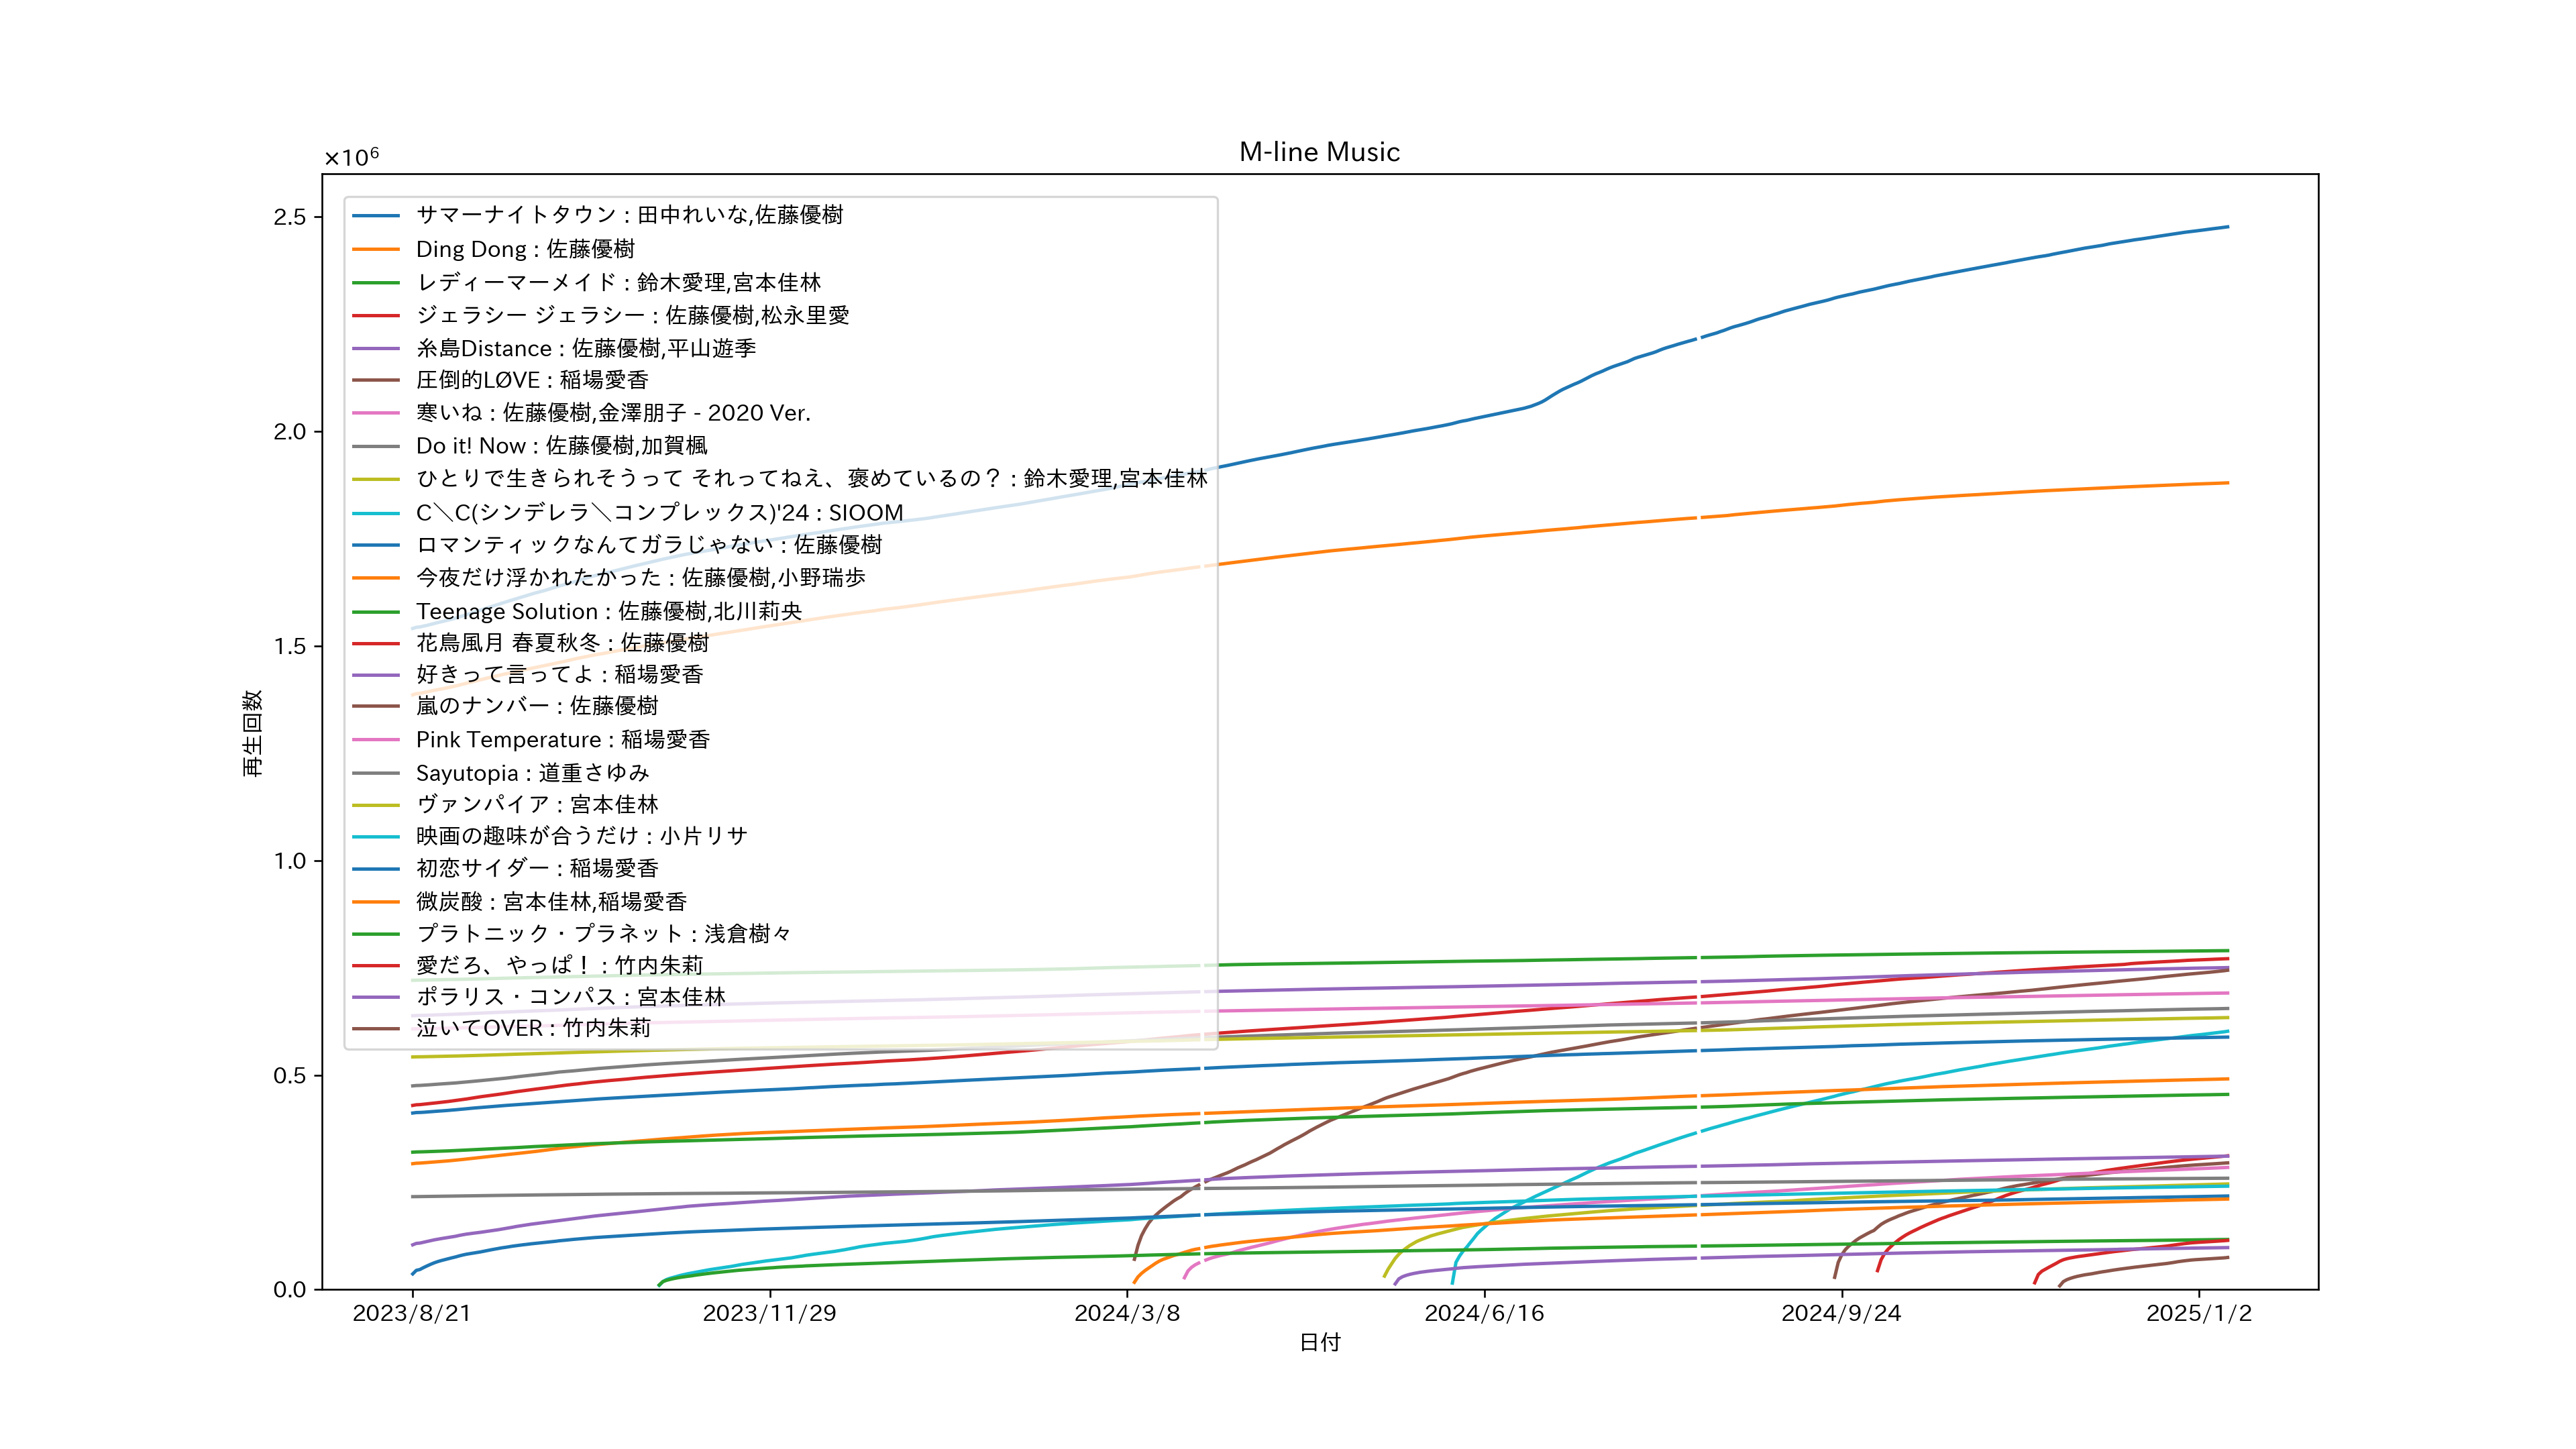 M-line Music
×10⁶
2.5
2.0
1.5
1.0
0.5
0.0
再生回数
サマーナイトタウン : 田中れいな,佐藤優樹
Ding Dong : 佐藤優樹
レディーマーメイド : 鈴木愛理,宮本佳林
ジェラシー ジェラシー : 佐藤優樹,松永里愛
糸島Distance : 佐藤優樹,平山遊季
圧倒的LØVE : 稲場愛香
寒いね : 佐藤優樹,金澤朋子 - 2020 Ver.
Do it! Now : 佐藤優樹,加賀楓
ひとりで生きられそうって それってねえ、褒めているの？ : 鈴木愛理,宮本佳林
C＼C(シンデレラ＼コンプレックス)'24 : SIOOM
ロマンティックなんてガラじゃない : 佐藤優樹
今夜だけ浮かれたかった : 佐藤優樹,小野瑞歩
Teenage Solution : 佐藤優樹,北川莉央
花鳥風月 春夏秋冬 : 佐藤優樹
好きって言ってよ : 稲場愛香
嵐のナンバー : 佐藤優樹
Pink Temperature : 稲場愛香
Sayutopia : 道重さゆみ
ヴァンパイア : 宮本佳林
映画の趣味が合うだけ : 小片リサ
初恋サイダー : 稲場愛香
微炭酸 : 宮本佳林,稲場愛香
プラトニック・プラネット : 浅倉樹々
愛だろ、やっぱ！ : 竹内朱莉
ポラリス・コンパス : 宮本佳林
泣いてOVER : 竹内朱莉
2023/8/21
2023/11/29
2024/3/8
2024/6/16
2024/9/24
2025/1/2
日付